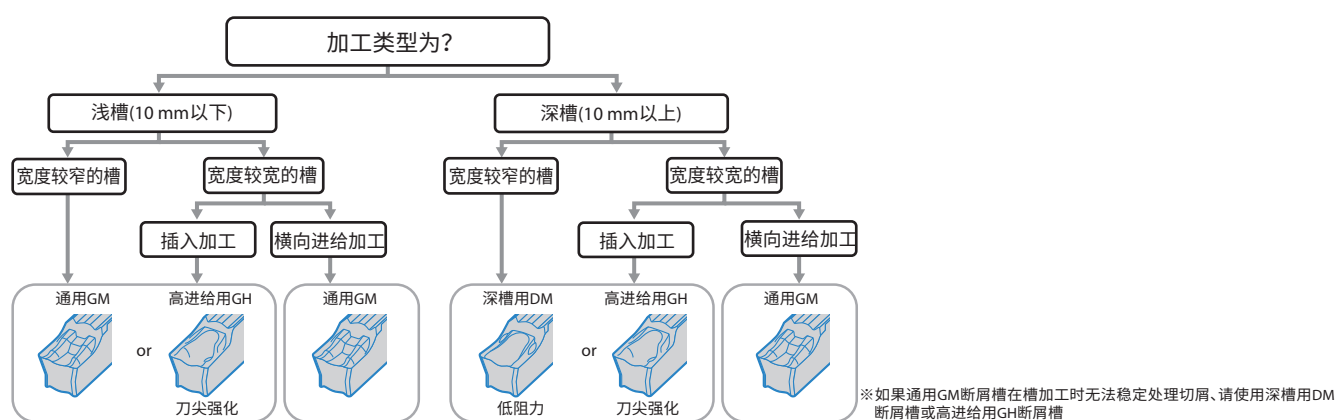 加工类型为?
浅槽(10 mm以下)
深槽(10 mm以上)
宽度较窄的槽
宽度较宽的槽
宽度较窄的槽
宽度较宽的槽
插入加工
横向进给加工
插入加工
横向进给加工
通用GM
高进给用GH
通用GM
深槽用DM
高进给用GH
通用GM
or
or
刀尖强化
低阻力
刀尖强化
※如果通用GM断屑槽在槽加工时无法稳定处理切屑、请使用深槽用DM
断屑槽或高进给用GH断屑槽